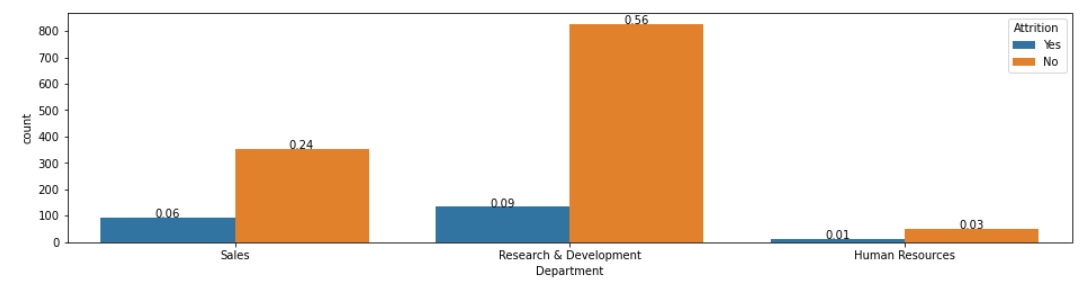 0.56
800
700
600
500
400
300
200
100
0
count
0.06
0.24
0.09
0.01
0.03
Attrition
Yes
No
Sales
Research & Development
Human Resources
Department